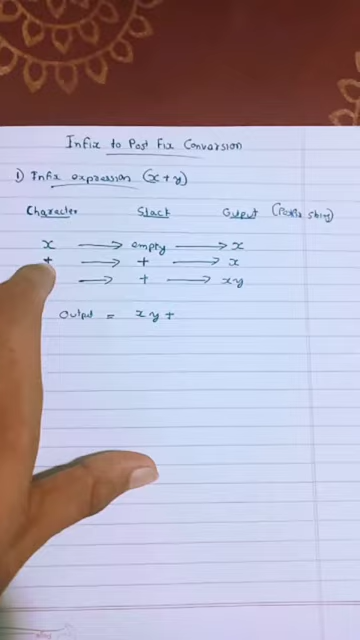 Infix to Post Fix Conversion
1) Infix expression (x+y)
Character Stack Output (Postfix string)
x → empty → x
+ → + → x
→ + → xy
Output = xy+